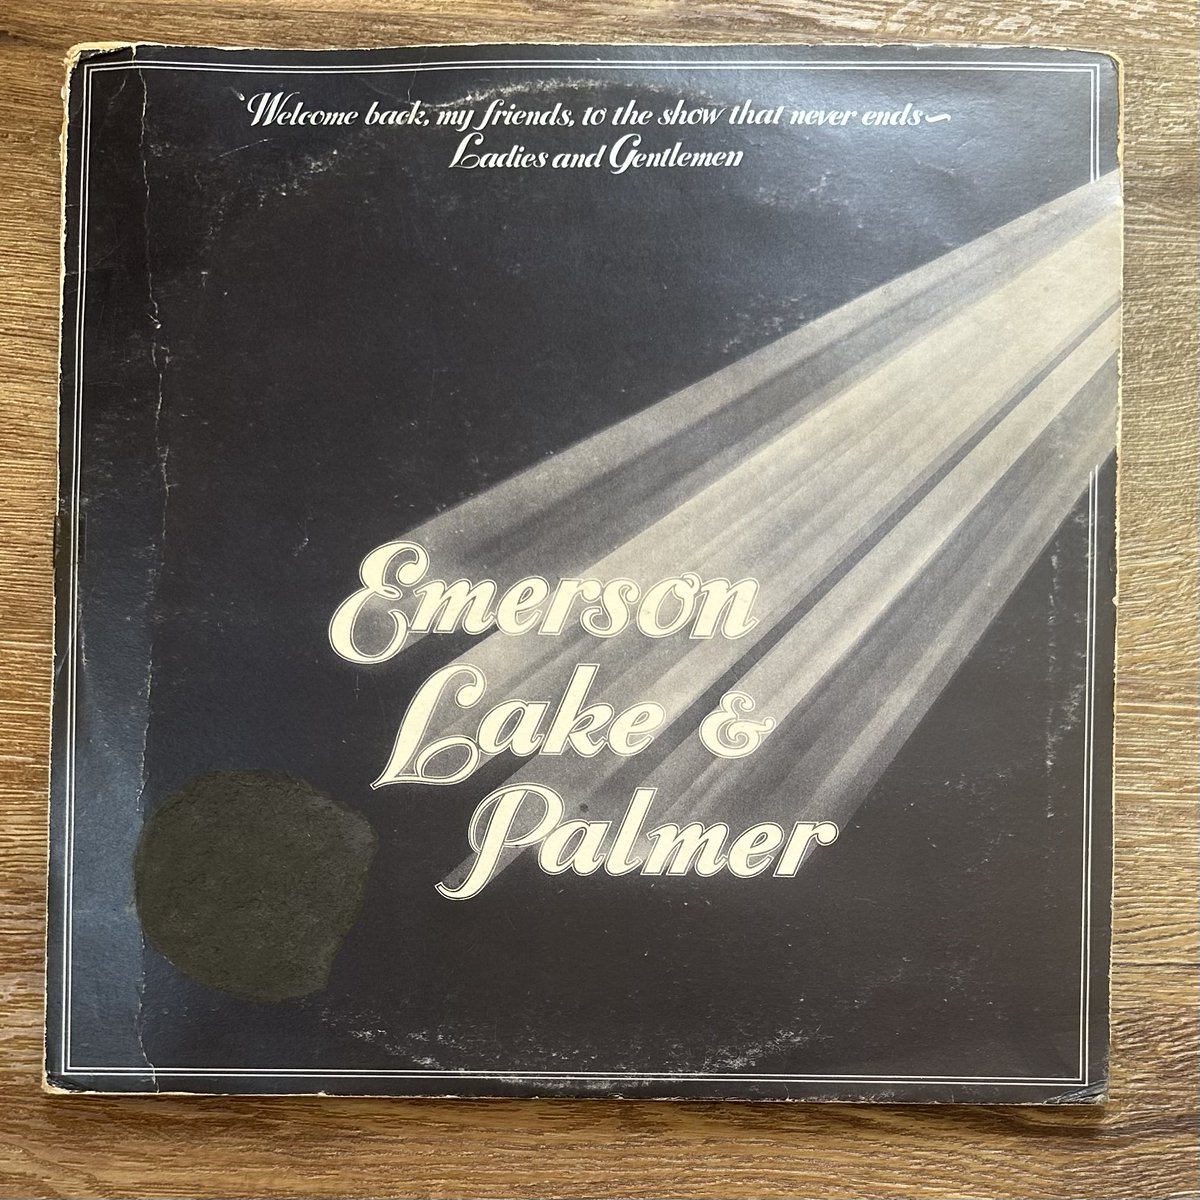 Welcome back, my friends, to the show that never ends~
Ladies and Gentlemen
Emerson
Lake &
Palmer